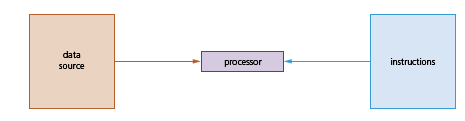 data
source
processor
instructions